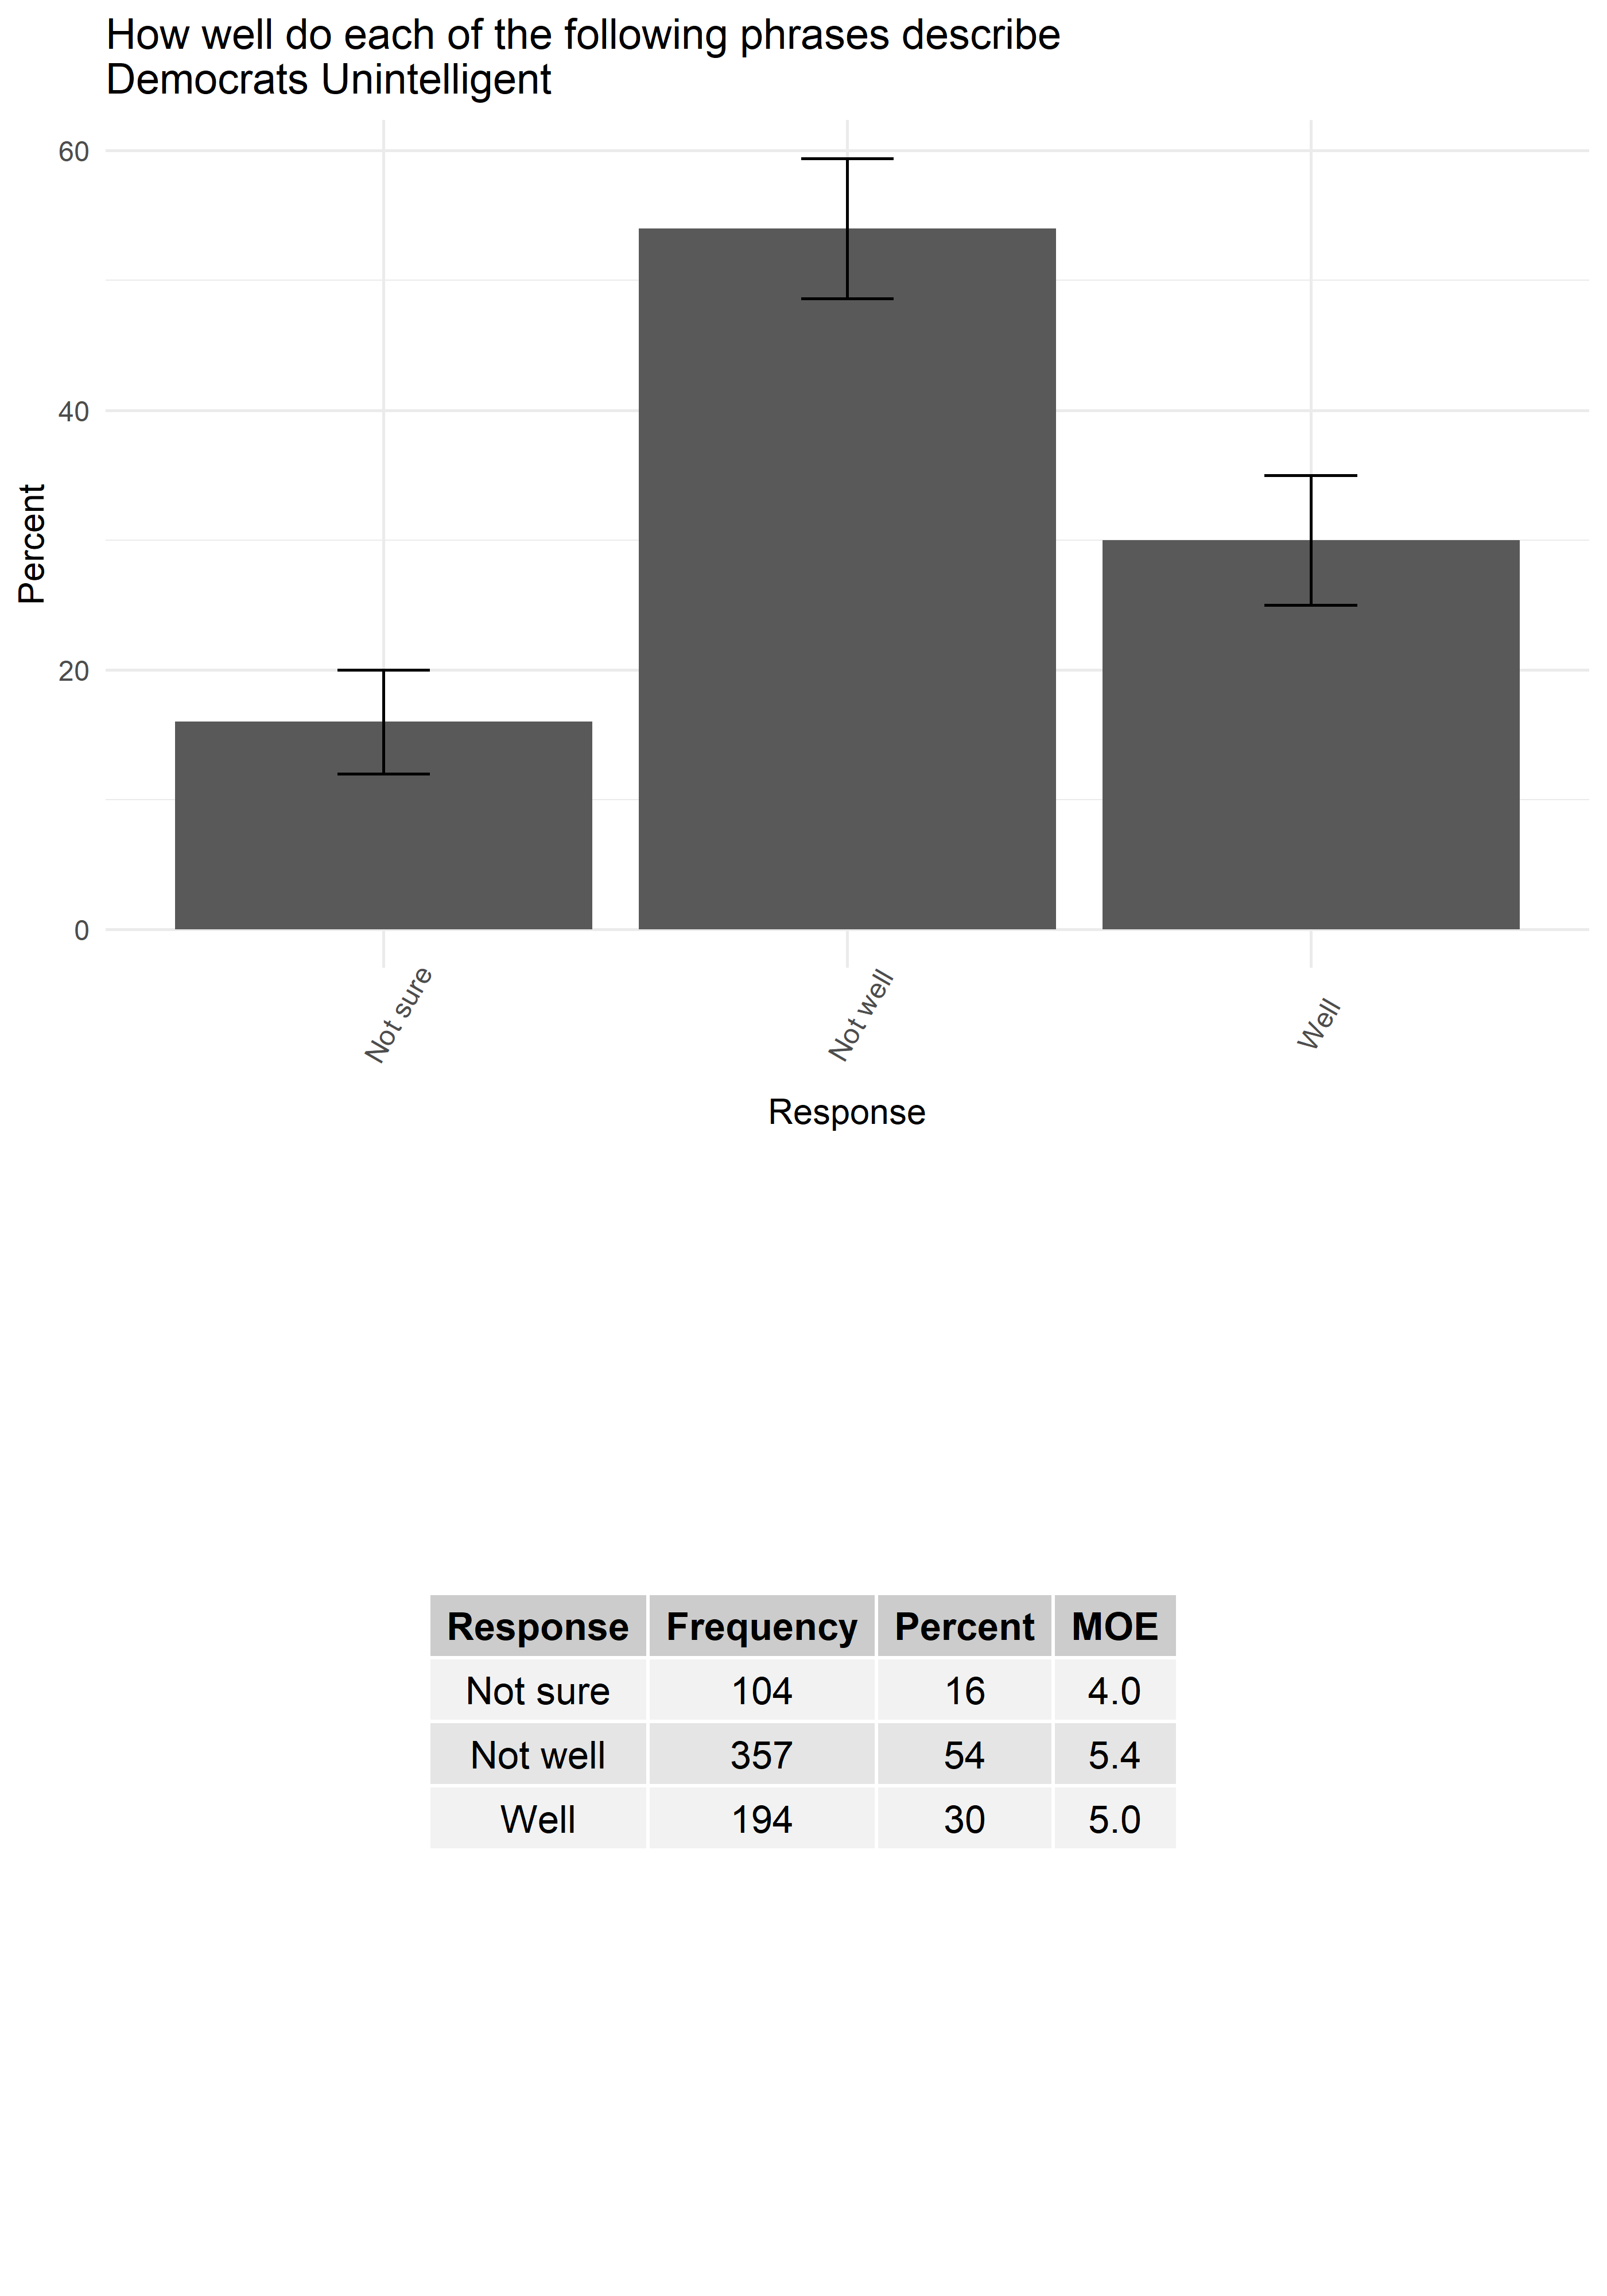 How well do each of the following phrases describe
Democrats Unintelligent
60
40
20
0
Percent
Not sure
Not well
Well
Response
Response Frequency Percent MOE
Not sure 104 16 4.0
Not well 357 54 5.4
Well 194 30 5.0